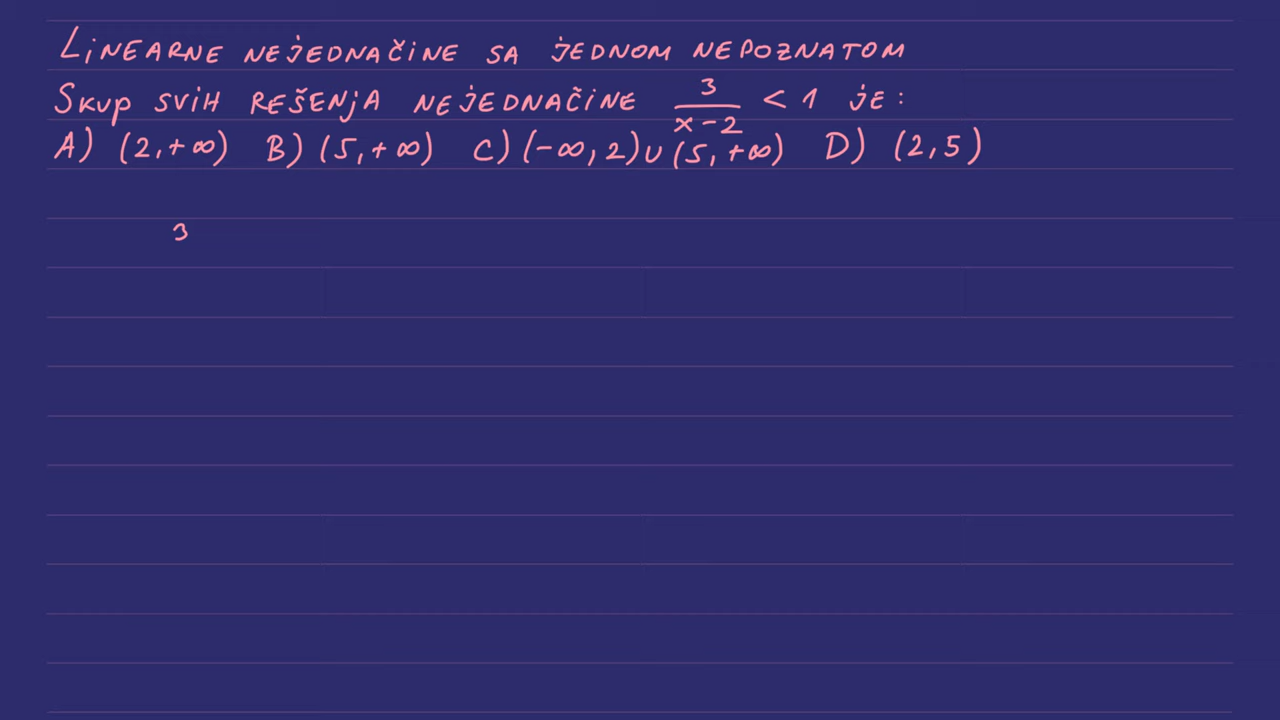 LINEARNE NEJEDNAČINE SA JEDNOM NEPOZNATOM
SKUP SVIH REŠENJA NEJEDNAČINE 3/(x-2) < 1 JE:
A) (2,+∞) B) (5,+∞) C) (-∞,2)∪(5,+∞) D) (2,5)
3